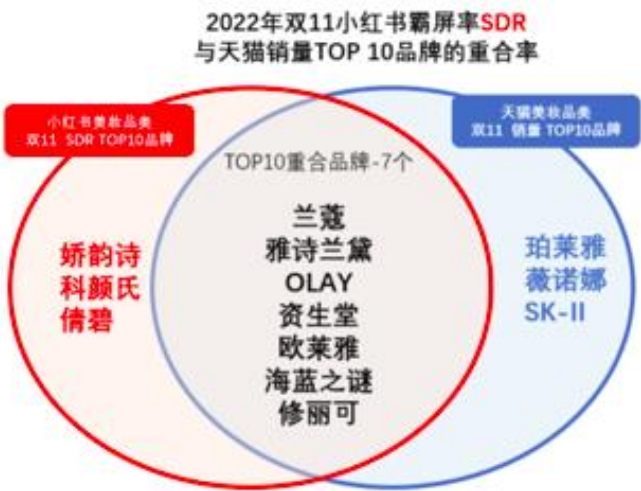 2022年双11小红书霸屏率SDR
与天猫销量TOP 10品牌的重合率
小红书美妆品类
双11 SDR TOP10品牌
天猫美妆品类
双11 销量 TOP10品牌
TOP10重合品牌-7个
娇韵诗
科颜氏
倩碧
兰蔻
雅诗兰黛
OLAY
资生堂
欧莱雅
海蓝之谜
修丽可
珀莱雅
薇诺娜
SK-II